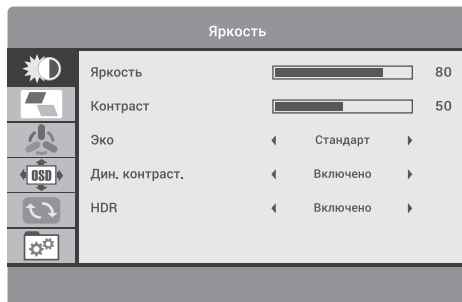 Яркость
Яркость 80
Контраст 50
Эко Стандарт
Дин. контраст. Включено
HDR Включено
OSD